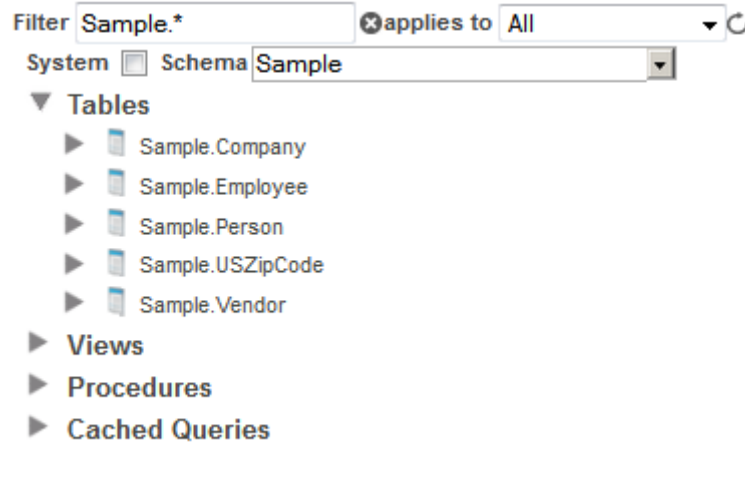 Filter Sample.* applies to All
System Schema Sample
Tables
Sample.Company
Sample.Employee
Sample.Person
Sample.USZipCode
Sample.Vendor
Views
Procedures
Cached Queries